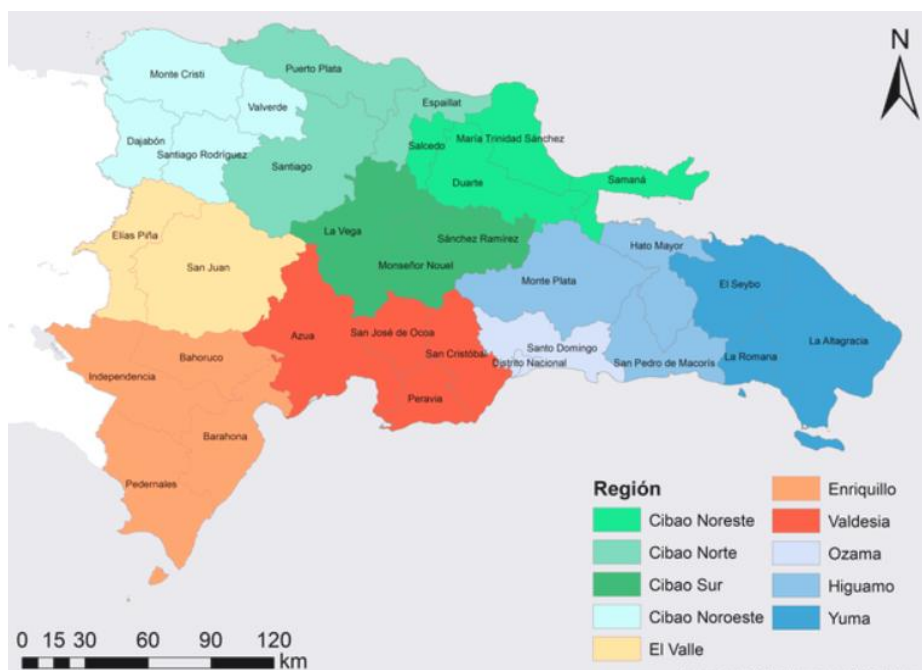 N
Monte Cristi
Puerto Plata
Valverde
Espaillat
Dajabón
Santiago Rodríguez
Santiago
Salcedo
María Trinidad Sánchez
Duarte
Samaná
Elías Piña
San Juan
La Vega
Sánchez Ramírez
Monseñor Nouel
Hato Mayor
Monte Plata
El Seybo
Azua
San José de Ocoa
San Cristóbal
Santo Domingo
Distrito Nacional
San Pedro de Macorís
La Romana
La Altagracia
Bahoruco
Independencia
Peravia
Barahona
Pedernales
Región
Cibao Noreste
Cibao Norte
Cibao Sur
Cibao Noroeste
El Valle
Enriquillo
Valdesia
Ozama
Higuamo
Yuma
0 15 30 60 90 120
km